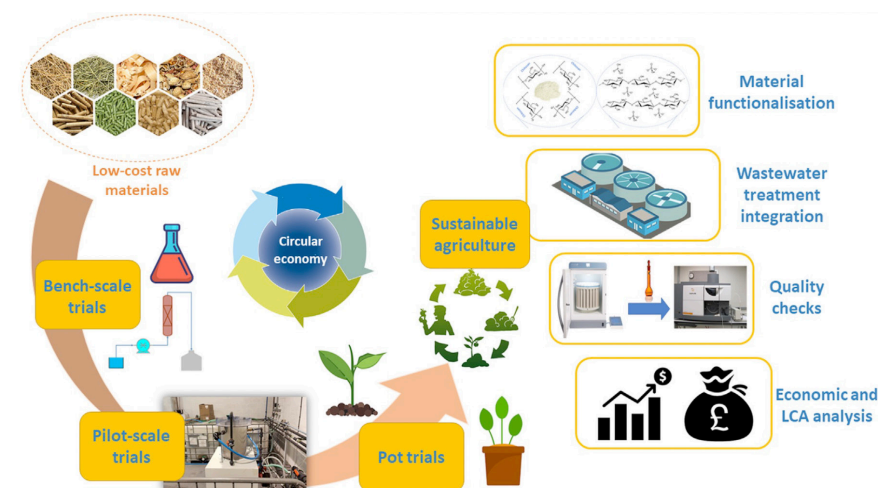 Low-cost raw
materials
Bench-scale
trials
Pilot-scale
trials
Circular
economy
Pot trials
Sustainable
agriculture
Material
functionalisation
Wastewater
treatment
integration
Quality
checks
$
£
Economic and
LCA analysis